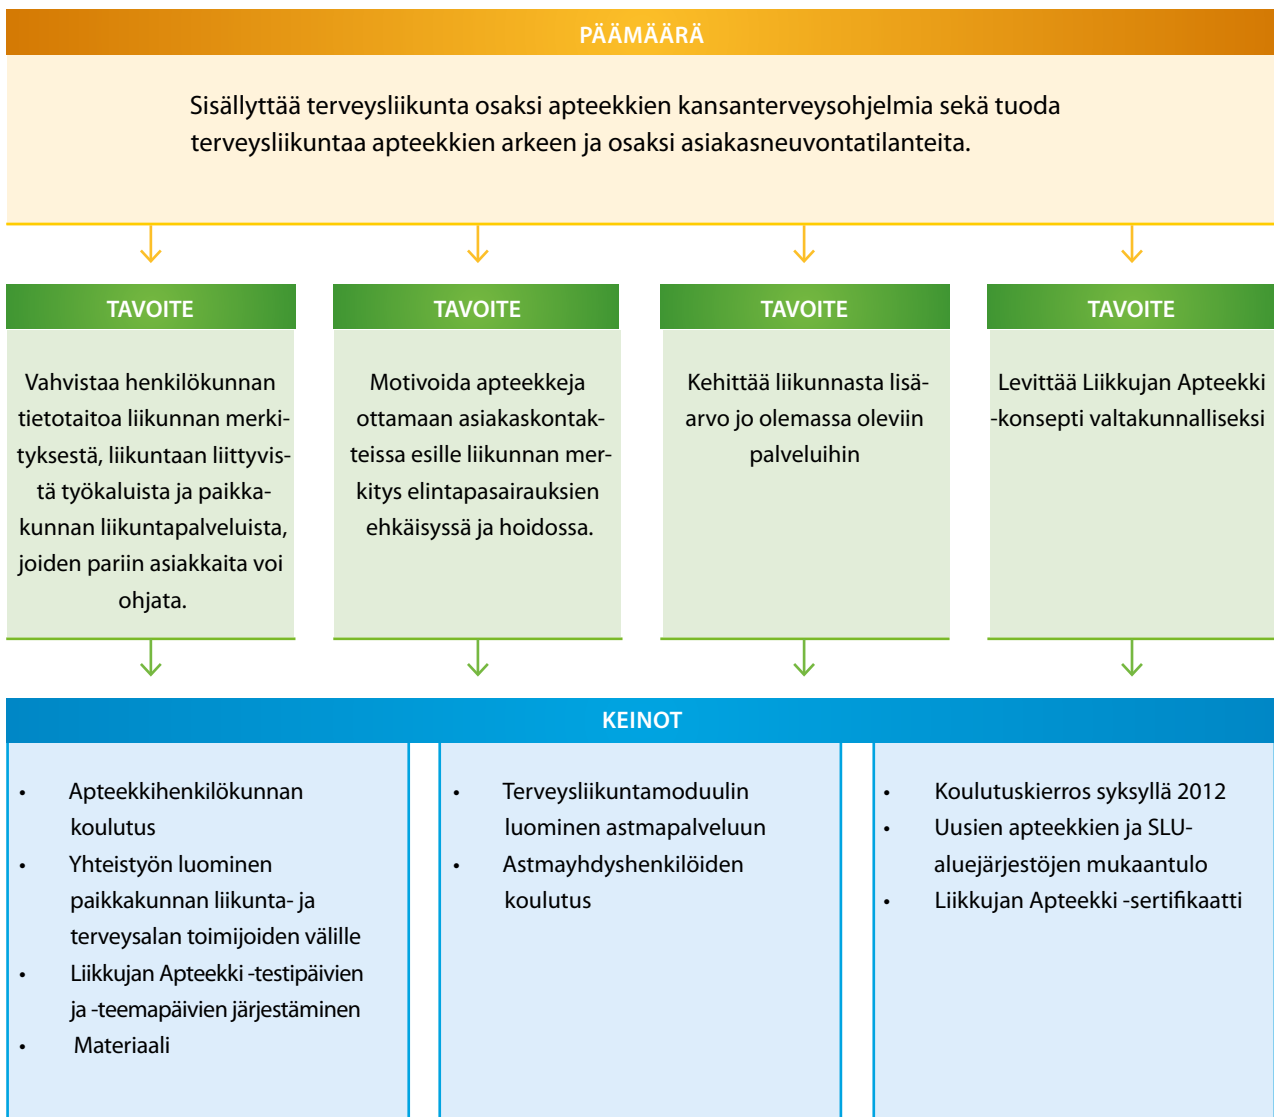 PÄÄMÄÄRÄ
Sisällyttää terveysliikunta osaksi apteekkien kansanterveysohjelmia sekä tuoda
terveysliikuntaa apteekkien arkeen ja osaksi asiakasneuvontatilanteita.
TAVOITE
Vahvistaa henkilökunnan
tietotaitoa liikunnan merki-
tyksestä, liikuntaan liittyvis-
tä työkaluista ja paikka-
kunnan liikuntapalveluista,
joiden pariin asiakkaita voi
ohjata.
TAVOITE
Motivoida apteekkeja
ottamaan asiakaskontak-
teissa esille liikunnan mer-
kitys elintapasairauksien
ehkäisyssä ja hoidossa.
TAVOITE
Kehittää liikunnasta lisä-
arvo jo olemassa oleviin
palveluihin
TAVOITE
Levittää Liikkujan Apteekki
-konsepti valtakunnalliseksi
KEINOT
• Apteekkihenkilökunnan
koulutus
• Yhteistyön luominen
paikkakunnan liikunta- ja
terveysalan toimijoiden välille
• Liikkujan Apteekki -testipäivien
ja -teemapäivien järjestäminen
• Materiaali
• Terveysliikuntamoduulin
luominen astmapalveluun
• Astmayhdyshenkilöiden
koulutus
• Koulutuskierros syksyllä 2012
• Uusien apteekkien ja SLU-
aluejärjestöjen mukaantulo
• Liikkujan Apteekki -sertifikaatti